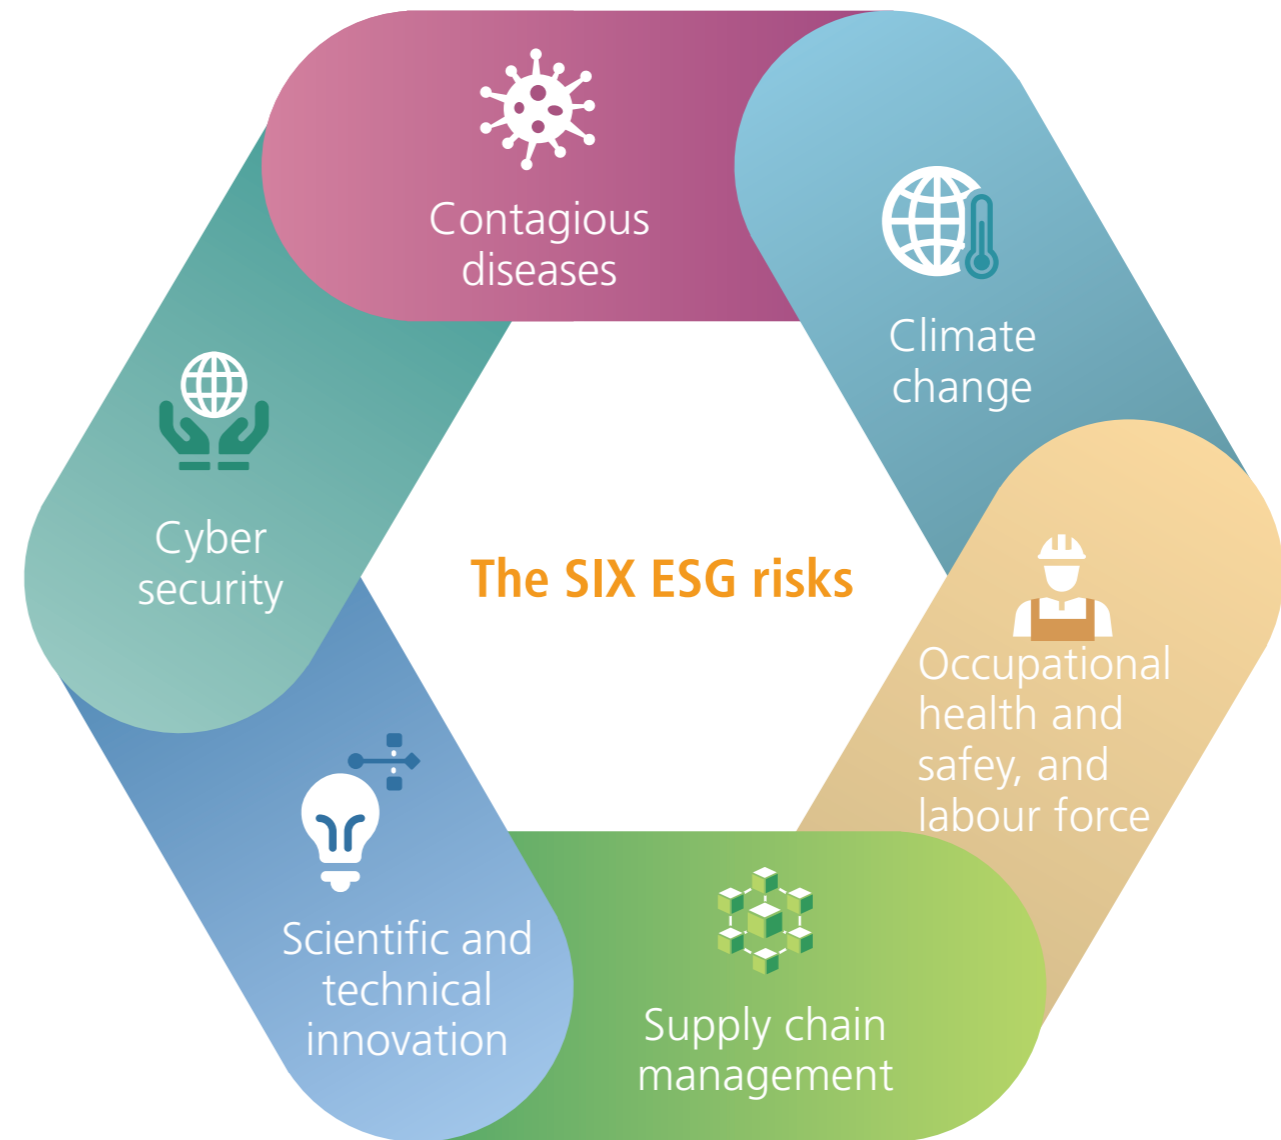 Contagious
diseases
Climate
change
Occupational
health and
safey, and
labour force
Supply chain
management
Scientific and
technical
innovation
Cyber
security
The SIX ESG risks